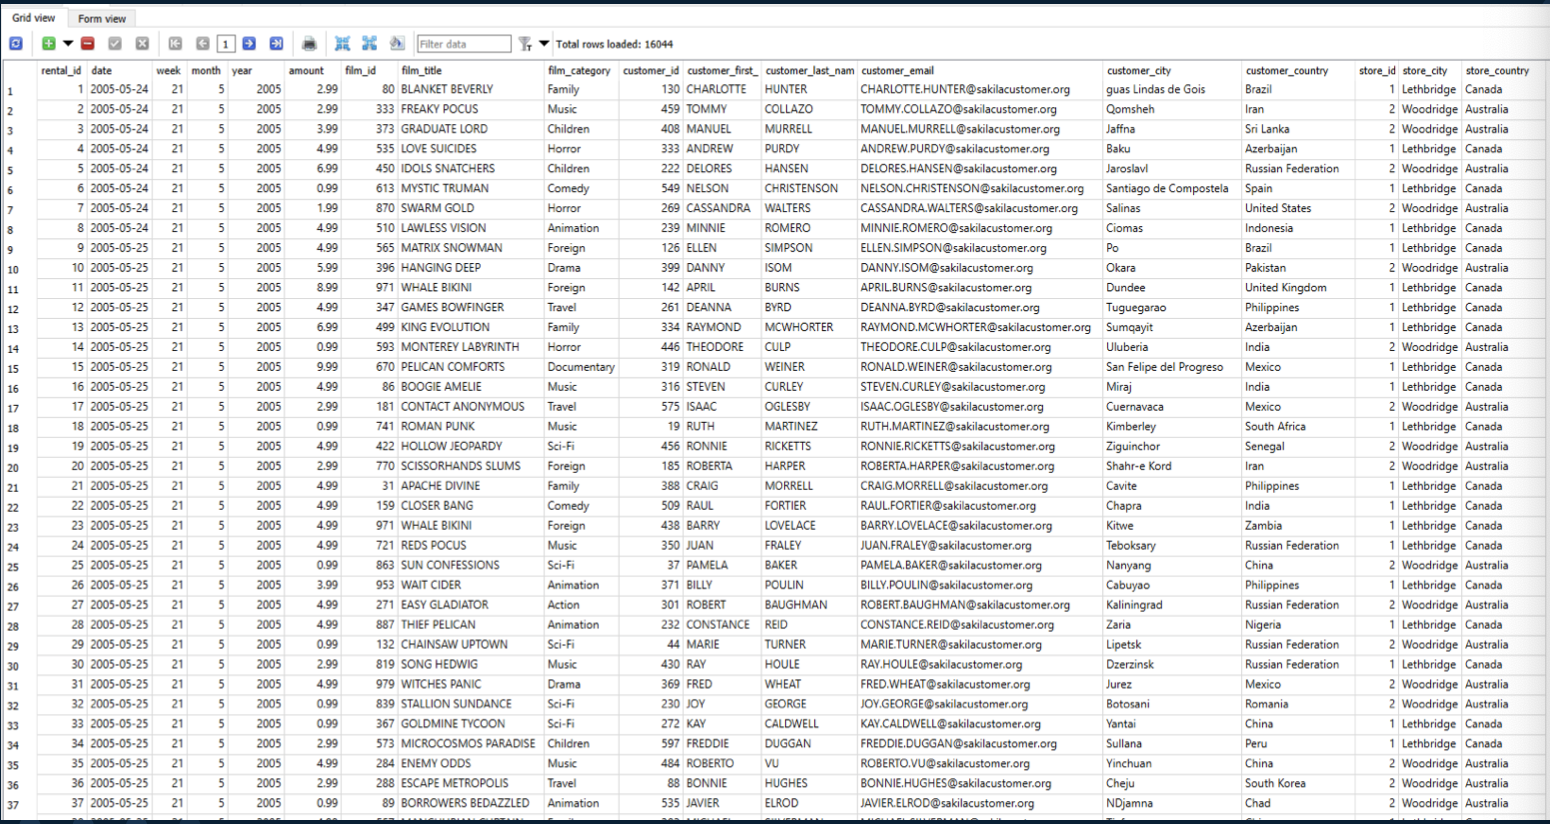 Grid view Form view
1 Filter data Total rows loaded: 16044
rental_id date week month year amount film_id film_title film_category customer_id customer_first_ customer_last_nam customer_email customer_city customer_country store_id store_city store_country
1 1 2005-05-24 21 5 2005 2.99 80 BLANKET BEVERLY Family 130 CHARLOTTE HUNTER CHARLOTTE.HUNTER@sakilacustomer.org guas Lindas de Gois Brazil 1 Lethbridge Canada
2 2 2005-05-24 21 5 2005 2.99 333 FREAKY POCUS Music 459 TOMMY COLLAZO TOMMY.COLLAZO@sakilacustomer.org Qomsheh Iran 2 Woodridge Australia
3 3 2005-05-24 21 5 2005 3.99 373 GRADUATE LORD Children 408 MANUEL MURRELL MANUEL.MURRELL@sakilacustomer.org Jaffna Sri Lanka 2 Woodridge Australia
4 4 2005-05-24 21 5 2005 4.99 535 LOVE SUICIDES Horror 333 ANDREW PURDY ANDREW.PURDY@sakilacustomer.org Baku Azerbaijan 1 Lethbridge Canada
5 5 2005-05-24 21 5 2005 6.99 450 IDOLS SNATCHERS Children 222 DELORES HANSEN DELORES.HANSEN@sakilacustomer.org Jaroslavl Russian Federation 2 Woodridge Australia
6 6 2005-05-24 21 5 2005 0.99 613 MYSTIC TRUMAN Comedy 549 NELSON CHRISTENSON NELSON.CHRISTENSON@sakilacustomer.org Santiago de Compostela Spain 1 Lethbridge Canada
7 7 2005-05-24 21 5 2005 1.99 870 SWARM GOLD Horror 269 CASSANDRA WALTERS CASSANDRA.WALTERS@sakilacustomer.org Salinas United States 2 Woodridge Australia
8 8 2005-05-24 21 5 2005 4.99 510 LAWLESS VISION Animation 239 MINNIE ROMERO MINNIE.ROMERO@sakilacustomer.org Ciomas Indonesia 1 Lethbridge Canada
9 9 2005-05-25 21 5 2005 4.99 565 MATRIX SNOWMAN Foreign 126 ELLEN SIMPSON ELLEN.SIMPSON@sakilacustomer.org Po Brazil 1 Lethbridge Canada
10 10 2005-05-25 21 5 2005 5.99 396 HANGING DEEP Drama 399 DANNY ISOM DANNY.ISOM@sakilacustomer.org Okara Pakistan 2 Woodridge Australia
11 11 2005-05-25 21 5 2005 8.99 971 WHALE BIKINI Foreign 142 APRIL BURNS APRIL.BURNS@sakilacustomer.org Dundee United Kingdom 1 Lethbridge Canada
12 12 2005-05-25 21 5 2005 4.99 347 GAMES BOWFINGER Travel 261 DEANNA BYRD DEANNA.BYRD@sakilacustomer.org Tuguegarao Philippines 1 Lethbridge Canada
13 13 2005-05-25 21 5 2005 6.99 499 KING EVOLUTION Family 334 RAYMOND MCWHORTER RAYMOND.MCWHORTER@sakilacustomer.org Sumqayit Azerbaijan 1 Lethbridge Canada
14 14 2005-05-25 21 5 2005 0.99 593 MONTEREY LABYRINTH Horror 446 THEODORE CULP THEODORE.CULP@sakilacustomer.org Uluberia India 2 Woodridge Australia
15 15 2005-05-25 21 5 2005 9.99 670 PELICAN COMFORTS Documentary 319 RONALD WEINER RONALD.WEINER@sakilacustomer.org San Felipe del Progreso Mexico 1 Lethbridge Canada
16 16 2005-05-25 21 5 2005 4.99 86 BOOGIE AMELIE Music 316 STEVEN CURLEY STEVEN.CURLEY@sakilacustomer.org Miraj India 1 Lethbridge Canada
17 17 2005-05-25 21 5 2005 2.99 181 CONTACT ANONYMOUS Travel 575 ISAAC OGLESBY ISAAC.OGLESBY@sakilacustomer.org Cuernavaca Mexico 2 Woodridge Australia
18 18 2005-05-25 21 5 2005 0.99 741 ROMAN PUNK Music 19 RUTH MARTINEZ RUTH.MARTINEZ@sakilacustomer.org Kimberley South Africa 1 Lethbridge Canada
19 19 2005-05-25 21 5 2005 4.99 422 HOLLOW JEOPARDY Sci-Fi 456 RONNIE RICKETTS RONNIE.RICKETTS@sakilacustomer.org Ziguinchor Senegal 2 Woodridge Australia
20 20 2005-05-25 21 5 2005 2.99 770 SCISSORHANDS SLUMS Foreign 185 ROBERTA HARPER ROBERTA.HARPER@sakilacustomer.org Shahr-e Kord Iran 2 Woodridge Australia
21 21 2005-05-25 21 5 2005 4.99 31 APACHE DIVINE Family 388 CRAIG MORRELL CRAIG.MORRELL@sakilacustomer.org Cavite Philippines 1 Lethbridge Canada
22 22 2005-05-25 21 5 2005 4.99 159 CLOSER BANG Comedy 509 RAUL FORTIER RAUL.FORTIER@sakilacustomer.org Chapra India 1 Lethbridge Canada
23 23 2005-05-25 21 5 2005 4.99 971 WHALE BIKINI Foreign 438 BARRY LOVELACE BARRY.LOVELACE@sakilacustomer.org Kitwe Zambia 1 Lethbridge Canada
24 24 2005-05-25 21 5 2005 4.99 721 REDS POCUS Music 350 JUAN FRALEY JUAN.FRALEY@sakilacustomer.org Teboksary Russian Federation 1 Lethbridge Canada
25 25 2005-05-25 21 5 2005 0.99 863 SUN CONFESSIONS Sci-Fi 37 PAMELA BAKER PAMELA.BAKER@sakilacustomer.org Nanyang China 2 Woodridge Australia
26 26 2005-05-25 21 5 2005 3.99 953 WAIT CIDER Animation 371 BILLY POULIN BILLY.POULIN@sakilacustomer.org Cabuyao Philippines 1 Lethbridge Canada
27 27 2005-05-25 21 5 2005 4.99 271 EASY GLADIATOR Action 301 ROBERT BAUGHMAN ROBERT.BAUGHMAN@sakilacustomer.org Kaliningrad Russian Federation 2 Woodridge Australia
28 28 2005-05-25 21 5 2005 4.99 887 THIEF PELICAN Animation 232 CONSTANCE REID CONSTANCE.REID@sakilacustomer.org Zaria Nigeria 1 Lethbridge Canada
29 29 2005-05-25 21 5 2005 0.99 132 CHAINSAW UPTOWN Sci-Fi 44 MARIE TURNER MARIE.TURNER@sakilacustomer.org Lipetsk Russian Federation 2 Woodridge Australia
30 30 2005-05-25 21 5 2005 2.99 819 SONG HEDWIG Music 430 RAY HOULE RAY.HOULE@sakilacustomer.org Dzerzinsk Russian Federation 1 Lethbridge Canada
31 31 2005-05-25 21 5 2005 4.99 979 WITCHES PANIC Drama 369 FRED WHEAT FRED.WHEAT@sakilacustomer.org Jurez Mexico 2 Woodridge Australia
32 32 2005-05-25 21 5 2005 0.99 839 STALLION SUNDANCE Sci-Fi 230 JOY GEORGE JOY.GEORGE@sakilacustomer.org Botosani Romania 2 Woodridge Australia
33 33 2005-05-25 21 5 2005 0.99 367 GOLDMINE TYCOON Sci-Fi 272 KAY CALDWELL KAY.CALDWELL@sakilacustomer.org Yantai China 1 Lethbridge Canada
34 34 2005-05-25 21 5 2005 2.99 573 MICROCOSMOS PARADISE Children 597 FREDDIE DUGGAN FREDDIE.DUGGAN@sakilacustomer.org Sullana Peru 1 Lethbridge Canada
35 35 2005-05-25 21 5 2005 4.99 284 ENEMY ODDS Music 484 ROBERTO VU ROBERTO.VU@sakilacustomer.org Yinchuan China 2 Woodridge Australia
36 36 2005-05-25 21 5 2005 2.99 288 ESCAPE METROPOLIS Travel 88 BONNIE HUGHES BONNIE.HUGHES@sakilacustomer.org Cheju South Korea 2 Woodridge Australia
37 37 2005-05-25 21 5 2005 0.99 89 BORROWERS BEDAZZLED Animation 535 JAVIER ELROD JAVIER.ELROD@sakilacustomer.org NDjamna Chad 2 Woodridge Australia